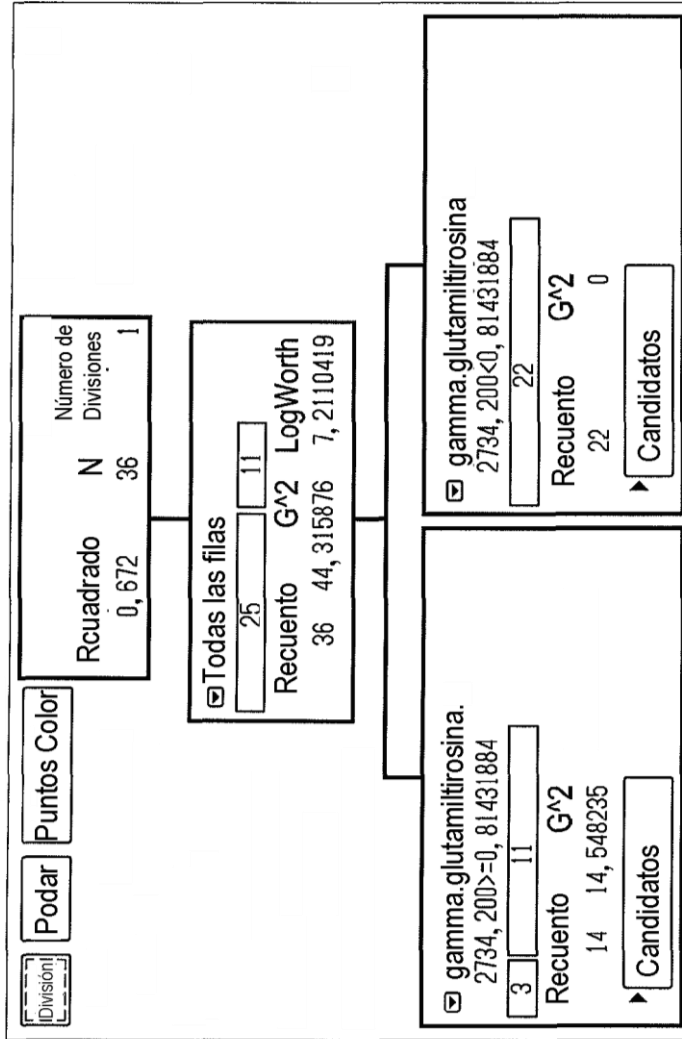 División
Podar
Puntos Color
Rcuadrado N Número de Divisiones
0,672 36 1
Todas las filas
25 11
Recuento G^2 LogWorth
36 44,315876 7,2110419
gamma.glutamiltirosina.
2734, 200>=0, 81431884
3 11
Recuento G^2
14 14,548235
Candidatos
gamma.glutamiltirosina
2734, 200<0, 81431884
22
Recuento G^2
22 0
Candidatos